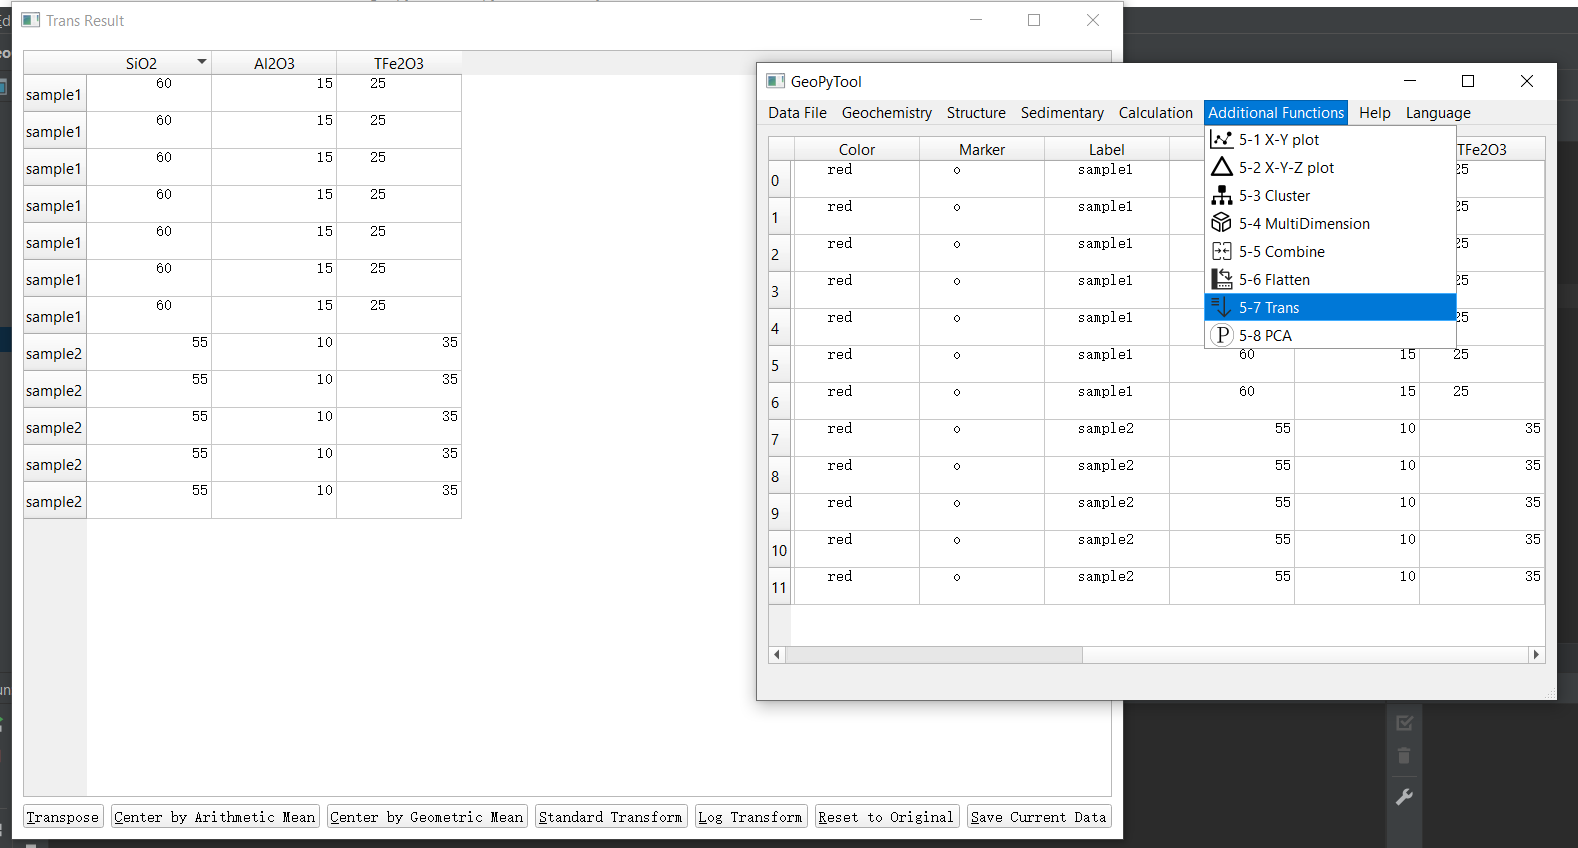 Trans Result
SiO2 Al2O3 TFe2O3
sample1 60 15 25
sample1 60 15 25
sample1 60 15 25
sample1 60 15 25
sample1 60 15 25
sample1 60 15 25
sample1 60 15 25
sample2 55 10 35
sample2 55 10 35
sample2 55 10 35
sample2 55 10 35
sample2 55 10 35
Transpose Center by Arithmetic Mean Center by Geometric Mean Standard Transform Log Transform Reset to Original Save Current Data
GeoPyTool
Data File Geochemistry Structure Sedimentary Calculation Additional Functions Help Language
5-1 X-Y plot
5-2 X-Y-Z plot
5-3 Cluster
5-4 MultiDimension
5-5 Combine
5-6 Flatten
5-7 Trans
5-8 PCA
Color Marker Label TFe2O3
0 red o sample1 25
1 red o sample1 25
2 red o sample1 25
3 red o sample1 25
4 red o sample1 25
5 red o sample1 60 15 25
6 red o sample1 60 15 25
7 red o sample2 55 10 35
8 red o sample2 55 10 35
9 red o sample2 55 10 35
10 red o sample2 55 10 35
11 red o sample2 55 10 35